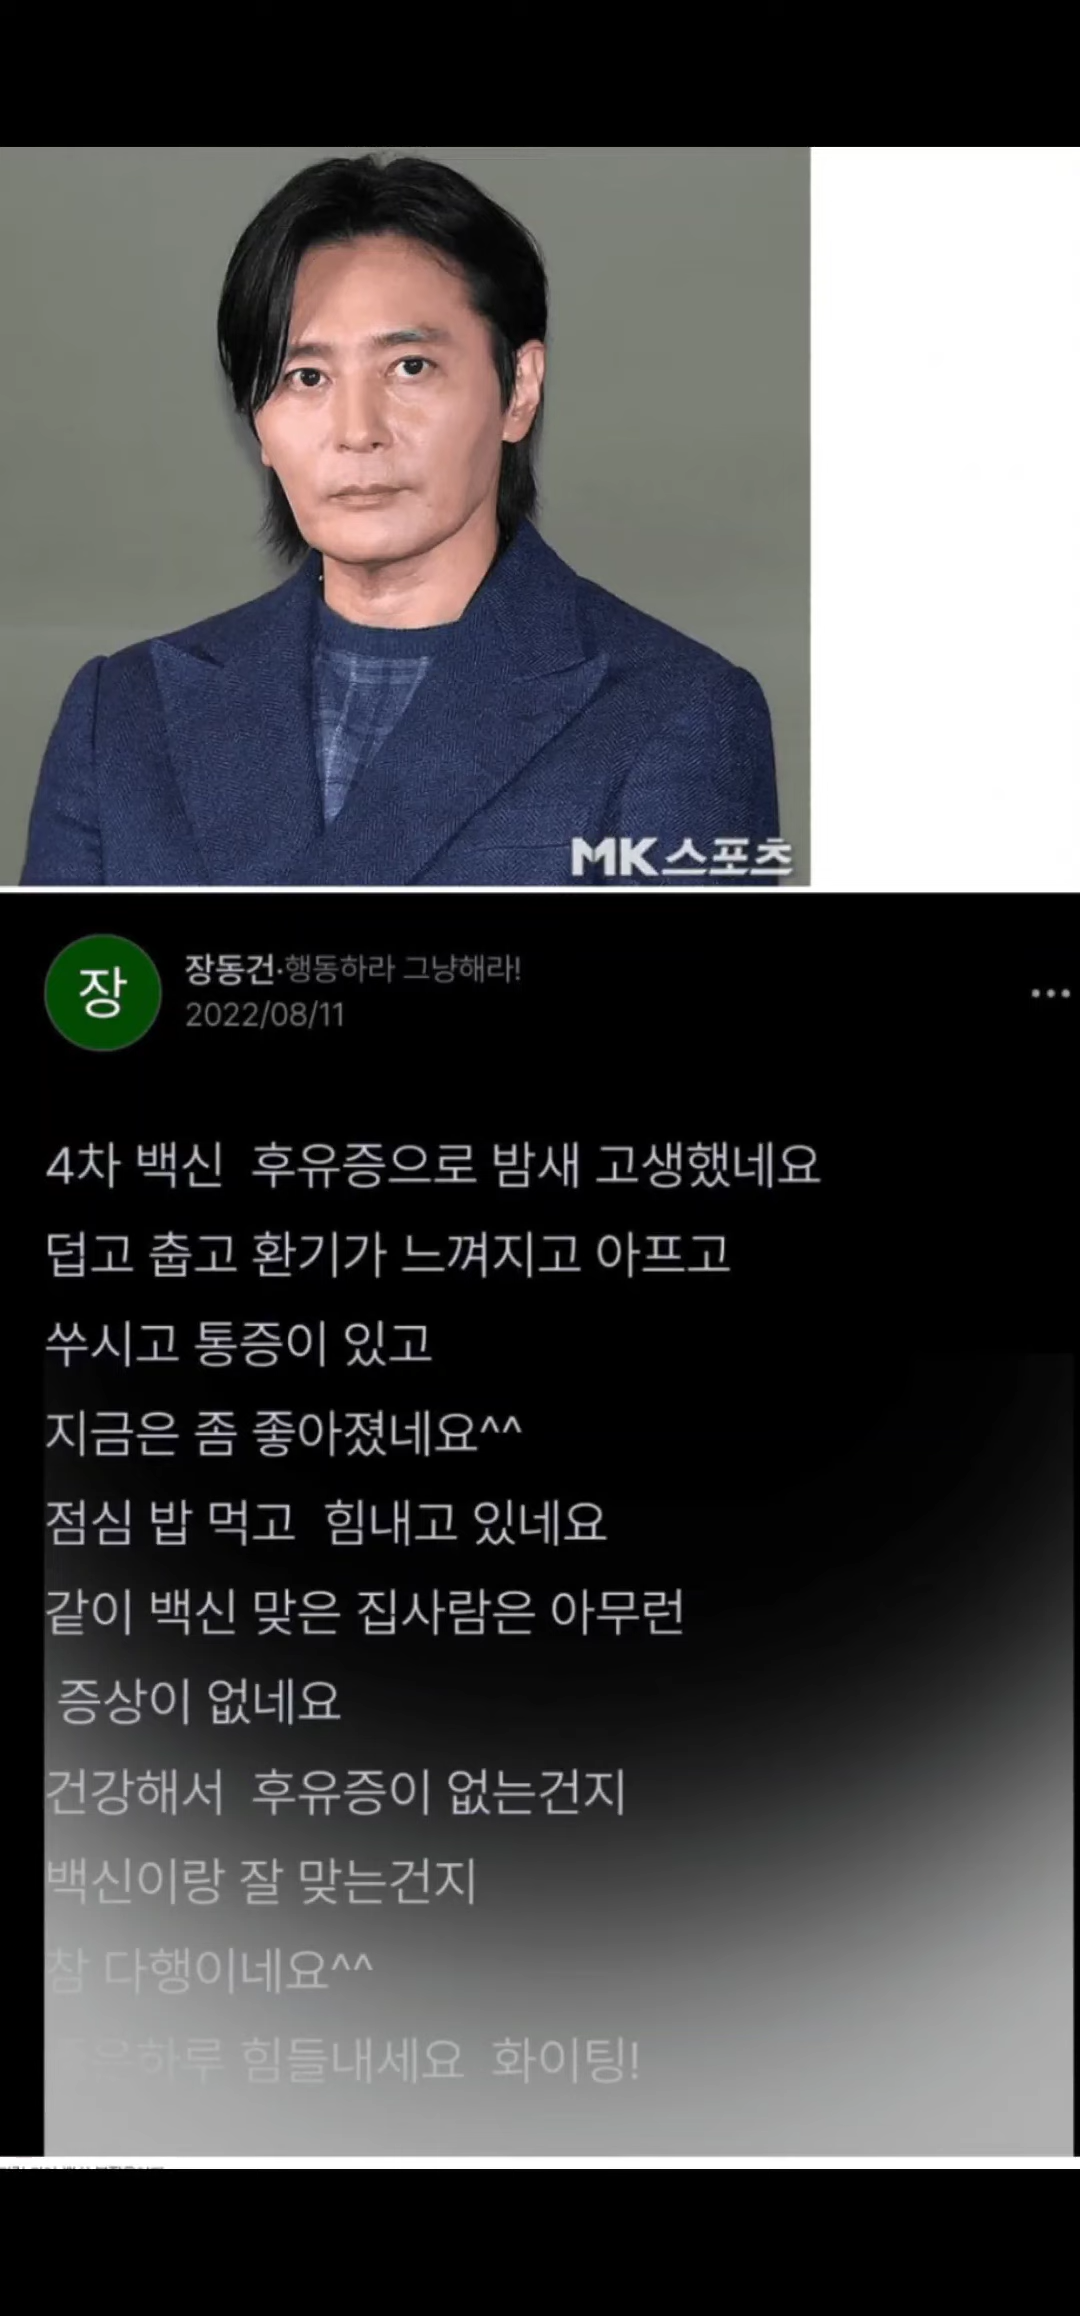 MK스포츠
장
장동건·행동하라 그냥해라!
2022/08/11
4차 백신 후유증으로 밤새 고생했네요
덥고 춥고 환기가 느껴지고 아프고
쑤시고 통증이 있고
지금은 좀 좋아졌네요^^
점심 밥 먹고 힘내고 있네요
같이 백신 맞은 집사람은 아무런
증상이 없네요
건강해서 후유증이 없는건지
백신이랑 잘 맞는건지
참 다행이네요^^
힘들내세요 화이팅!